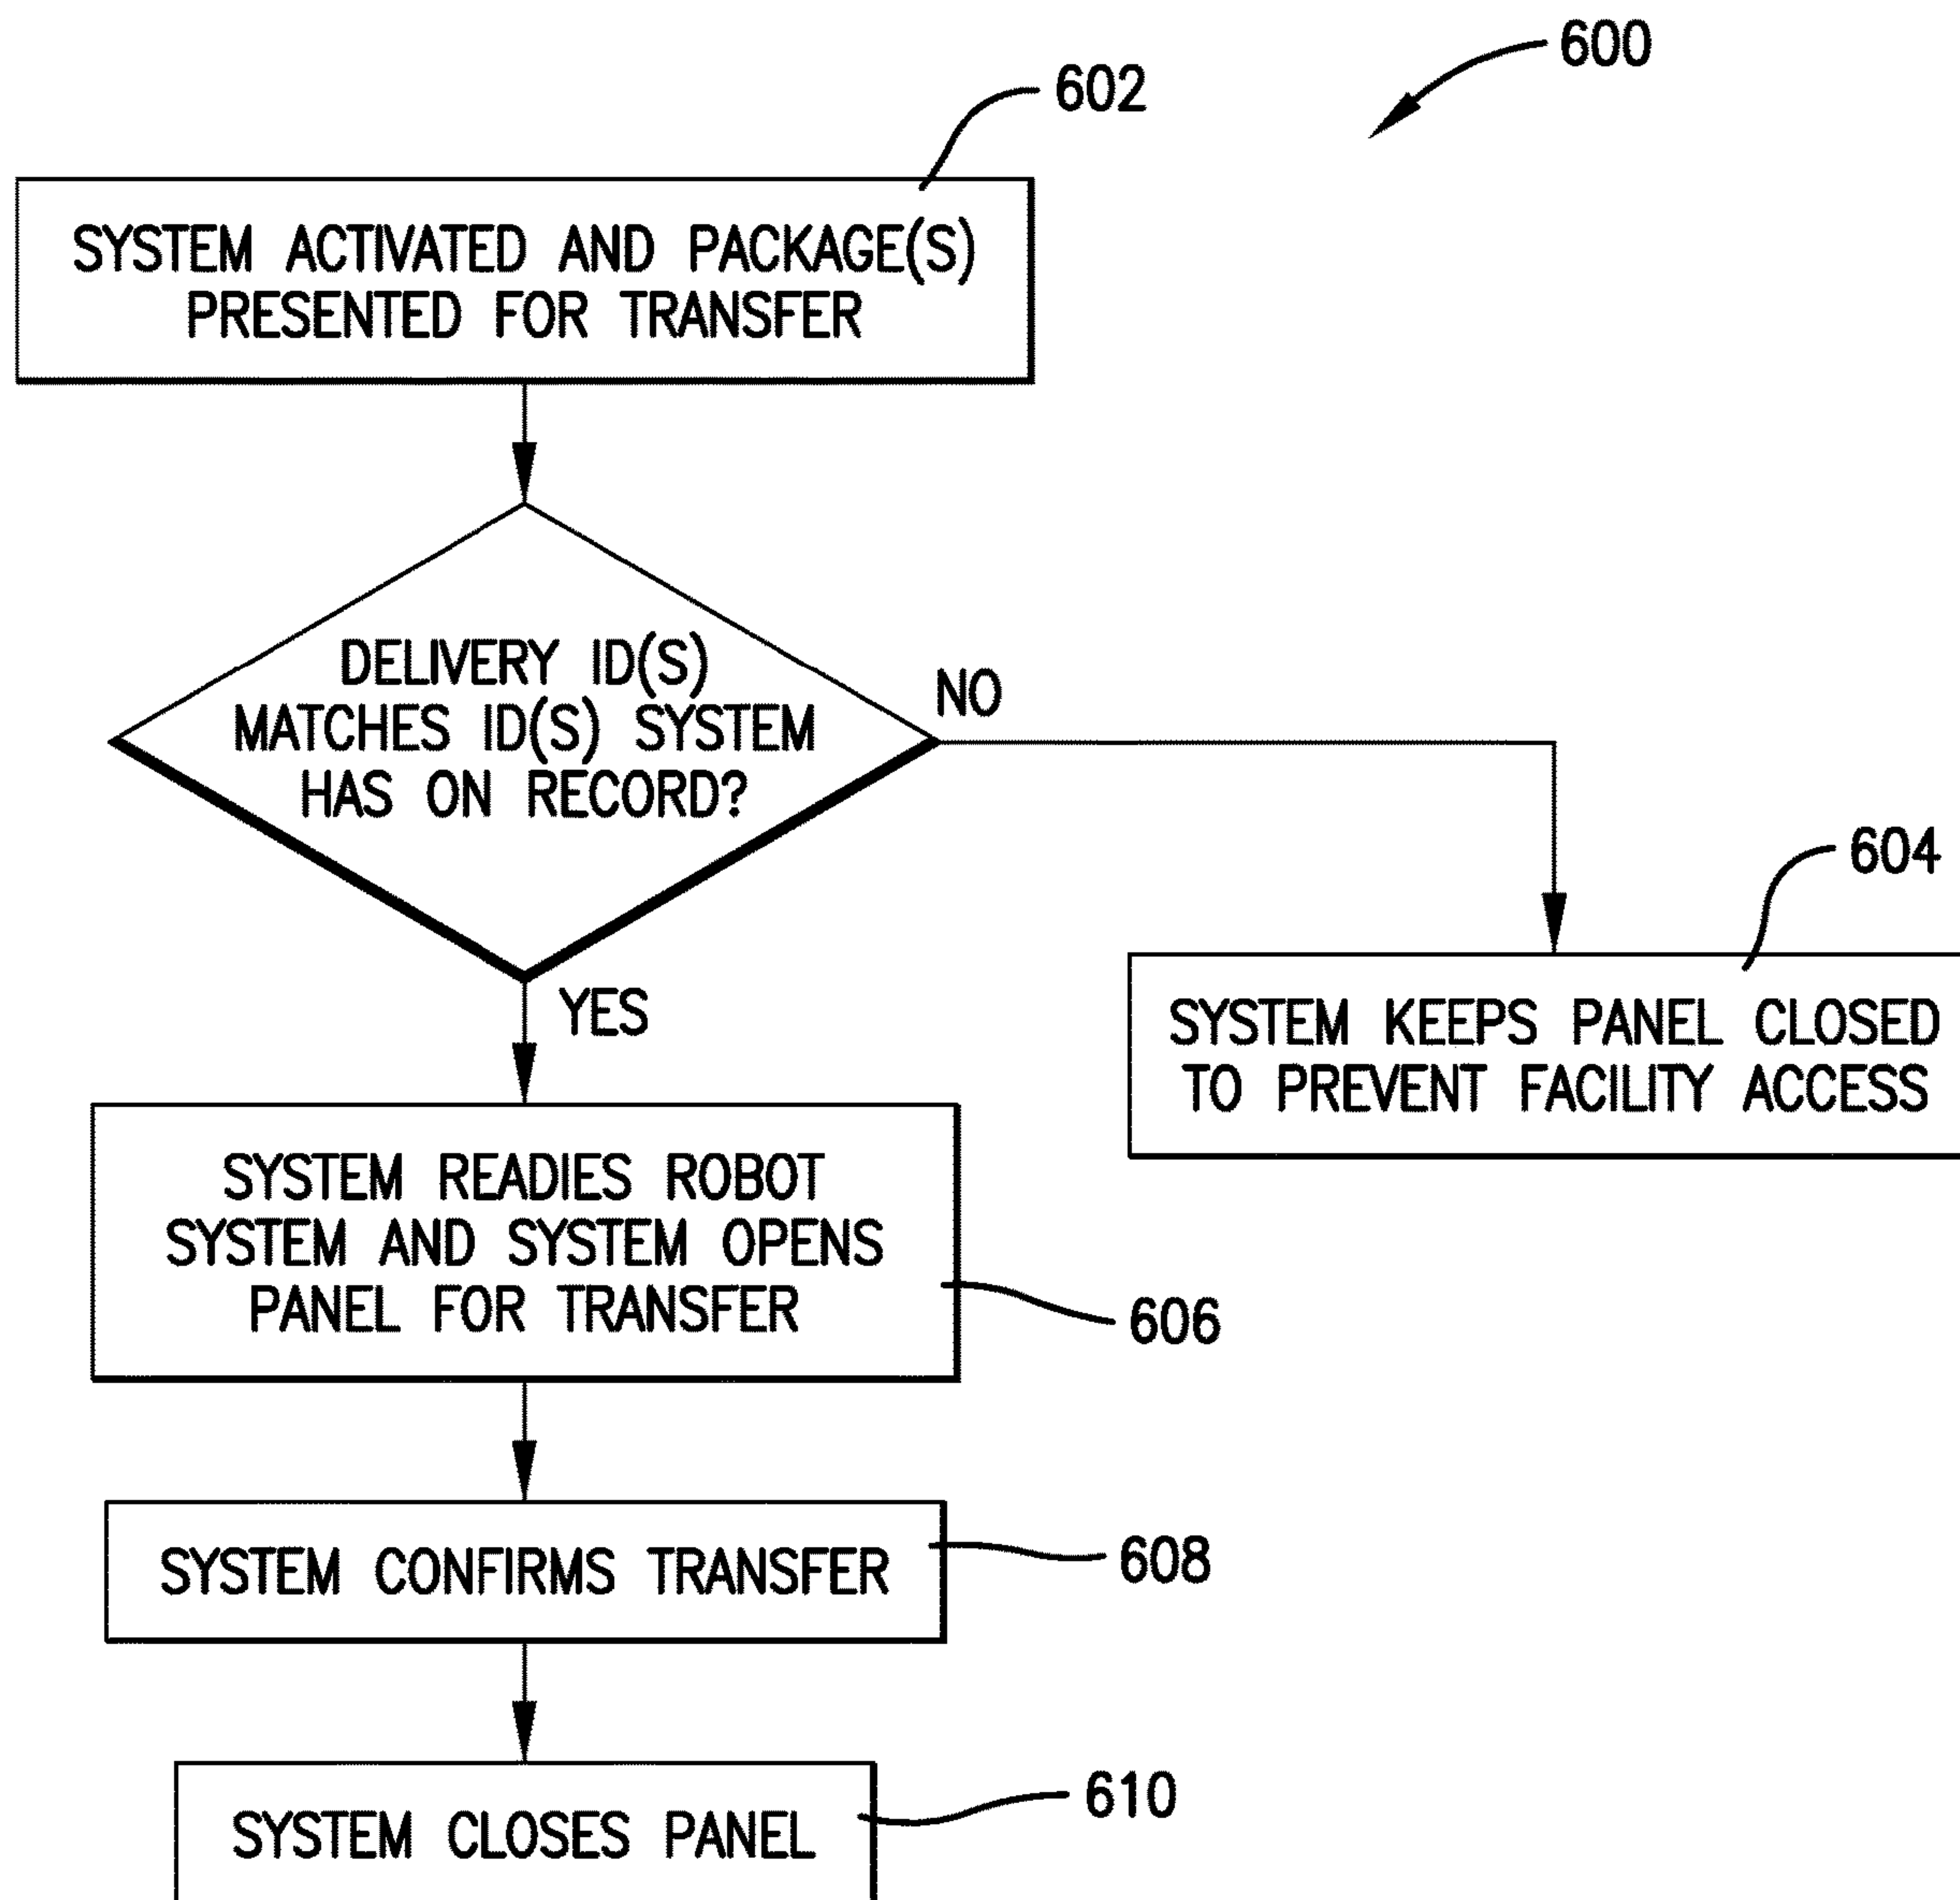 600
602
SYSTEM ACTIVATED AND PACKAGE(S)
PRESENTED FOR TRANSFER
DELIVERY ID(S)
MATCHES ID(S) SYSTEM
HAS ON RECORD?
NO
YES
604
SYSTEM KEEPS PANEL CLOSED
TO PREVENT FACILITY ACCESS
SYSTEM READIES ROBOT
SYSTEM AND SYSTEM OPENS
PANEL FOR TRANSFER
606
SYSTEM CONFIRMS TRANSFER
608
SYSTEM CLOSES PANEL
610